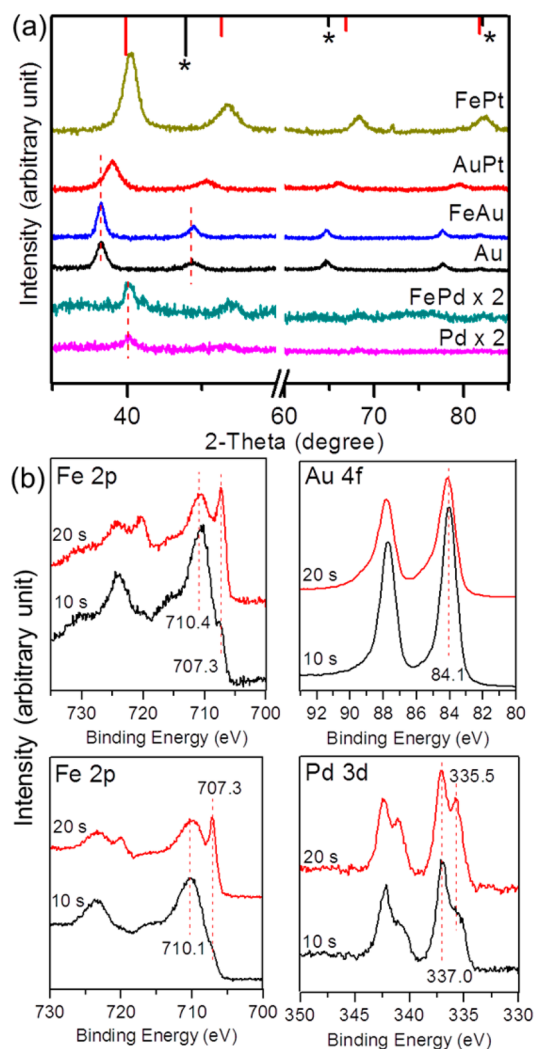 (a)
*
*
*
FePt
AuPt
FeAu
Au
FePd x 2
Pd x 2
Intensity (arbitrary unit)
40 60 70 80
2-Theta (degree)
(b)
Intensity (arbitrary unit)
Fe 2p
20 s
10 s
710.4
707.3
730 720 710 700
Binding Energy (eV)
Au 4f
20 s
10 s
84.1
92 90 88 86 84 82 80
Binding Energy (eV)
Fe 2p
707.3
20 s
10 s
710.1
730 720 710 700
Binding Energy (eV)
Pd 3d
335.5
20 s
10 s
337.0
350 345 340 335 330
Binding Energy (eV)